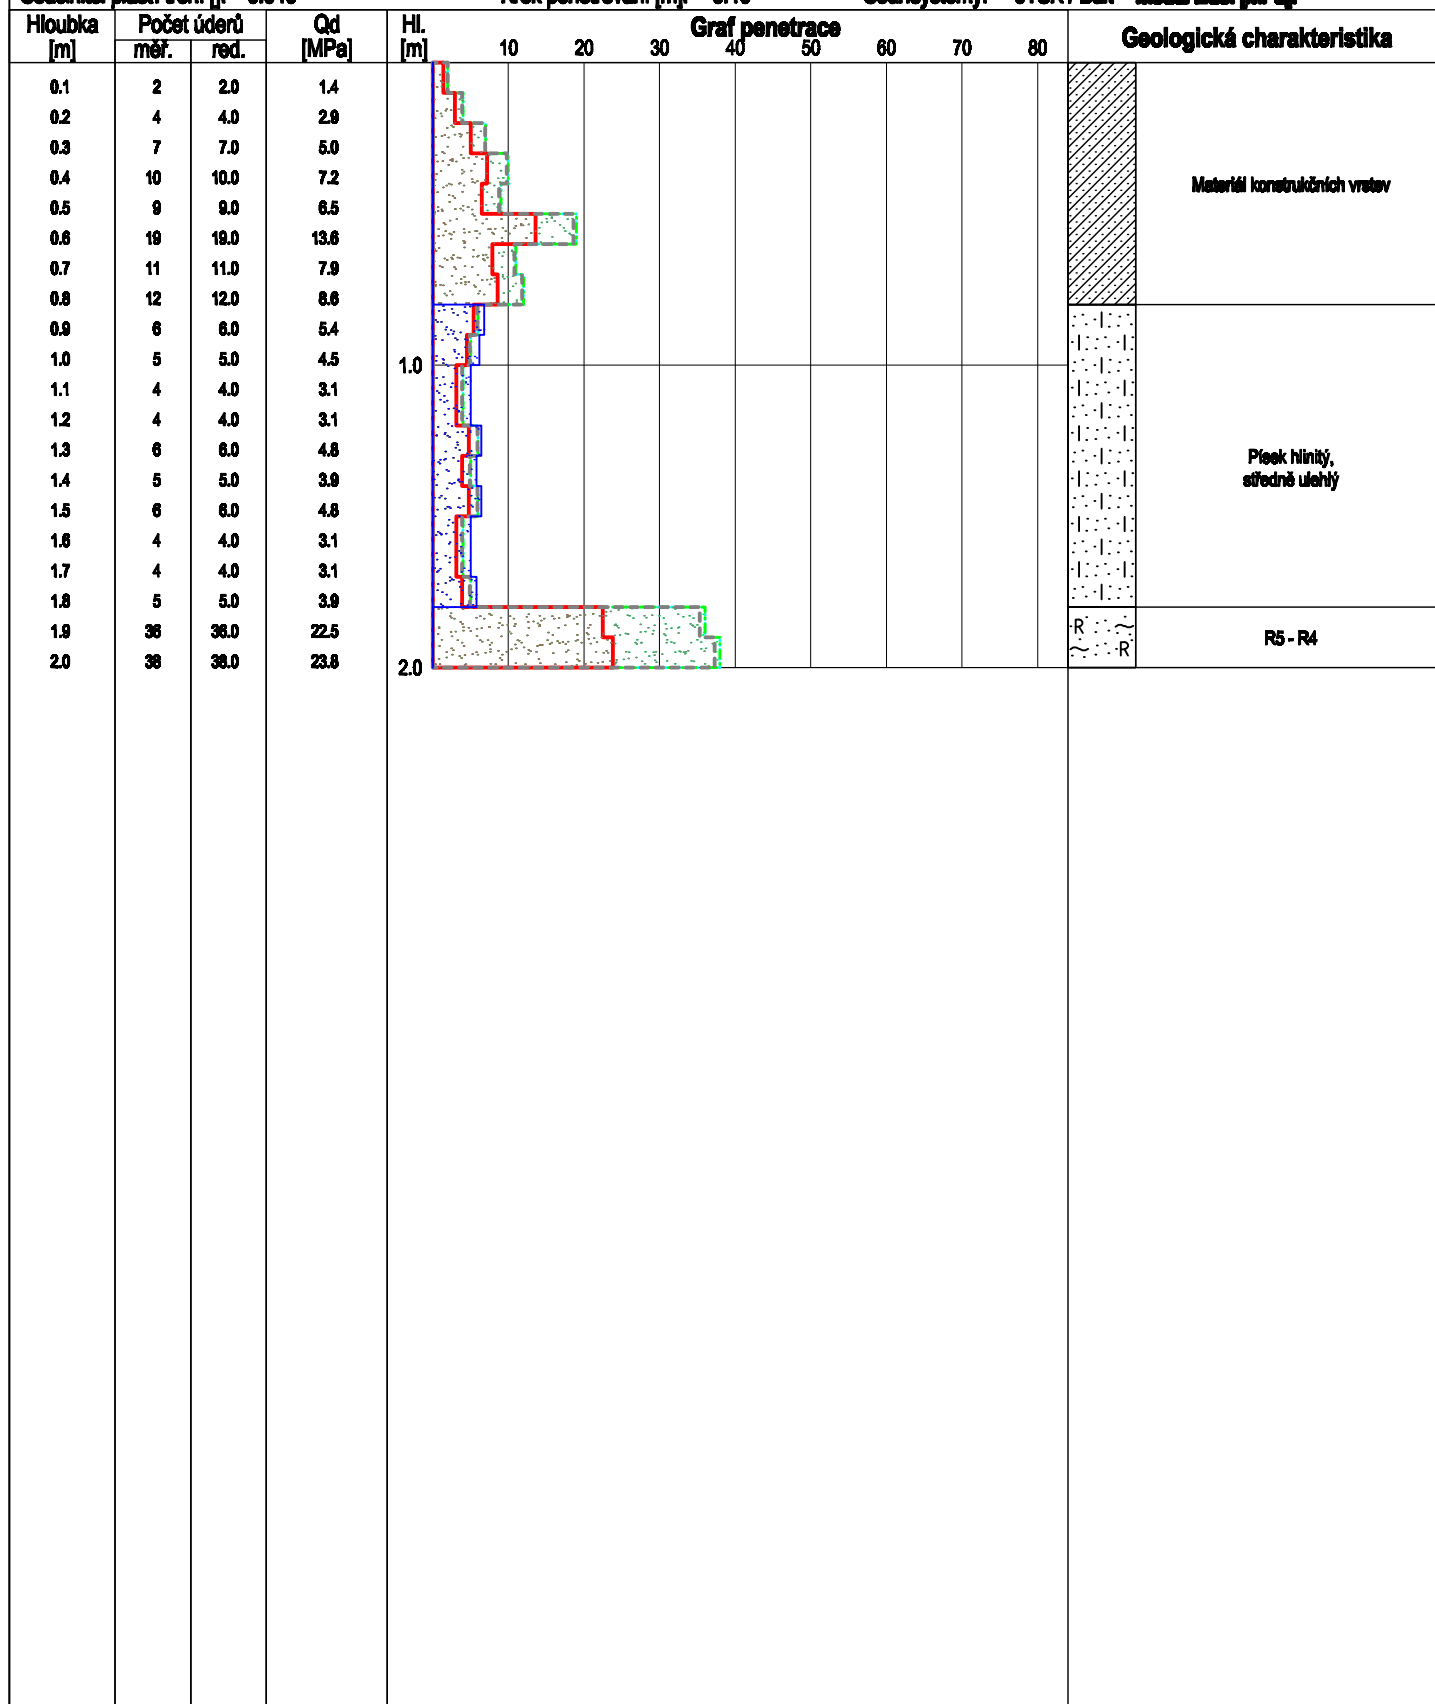 Hloubka [m] Počet úderů měř. red. Qd [MPa] Hl. [m] Graf penetrace 10 20 30 40 50 60 70 80 Geologická charakteristika
0.1 2 2.0 1.4
0.2 4 4.0 2.9
0.3 7 7.0 5.0
0.4 10 10.0 7.2
Materiál konstrukčních vrstev
0.5 9 9.0 6.5
0.6 19 19.0 13.6
0.7 11 11.0 7.9
0.8 12 12.0 8.6
0.9 6 6.0 5.4
1.0 5 5.0 4.5
1.0
1.1 4 4.0 3.1
1.2 4 4.0 3.1
1.3 6 6.0 4.8
Písek hlinitý,
1.4 5 5.0 3.9
středně ulehlý
1.5 6 6.0 4.8
1.6 4 4.0 3.1
1.7 4 4.0 3.1
1.8 5 5.0 3.9
1.9 36 36.0 22.5
R
R5 - R4
R
2.0 38 38.0 23.8
2.0